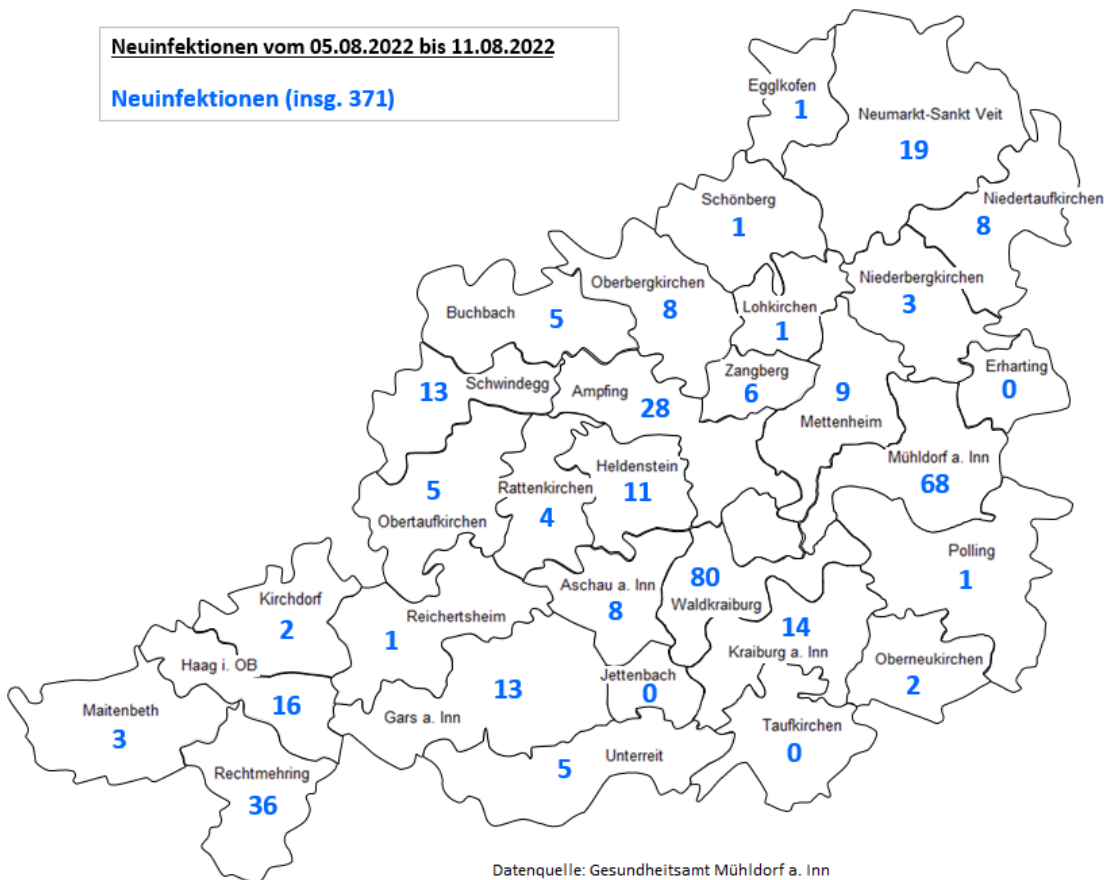 Neuinfektionen vom 05.08.2022 bis 11.08.2022
Neuinfektionen (insg. 371)
Egglkofen
1
Neumarkt-Sankt Veit
19
Schönberg
1
Niedertaufkirchen
8
Oberbergkirchen
8
Niederbergkirchen
3
Buchbach
5
Lohkirchen
1
Erharting
0
Zangberg
6
13
Schwindegg
Ampfing
28
9
Mettenheim
Mühldorf a. Inn
68
Heldenstein
11
5
Obertaufkirchen
Rattenkirchen
4
Polling
1
Aschau a. Inn
8
80
Waldkraiburg
Kirchdorf
2
Reichertsheim
1
14
Kraiburg a. Inn
Oberneukirchen
2
Haag i. OB
16
Jettenbach
0
13
Gars a. Inn
Maitenbeth
3
Taufkirchen
0
Unterreit
5
Rechtmehring
36
Datenquelle: Gesundheitsamt Mühldorf a. Inn